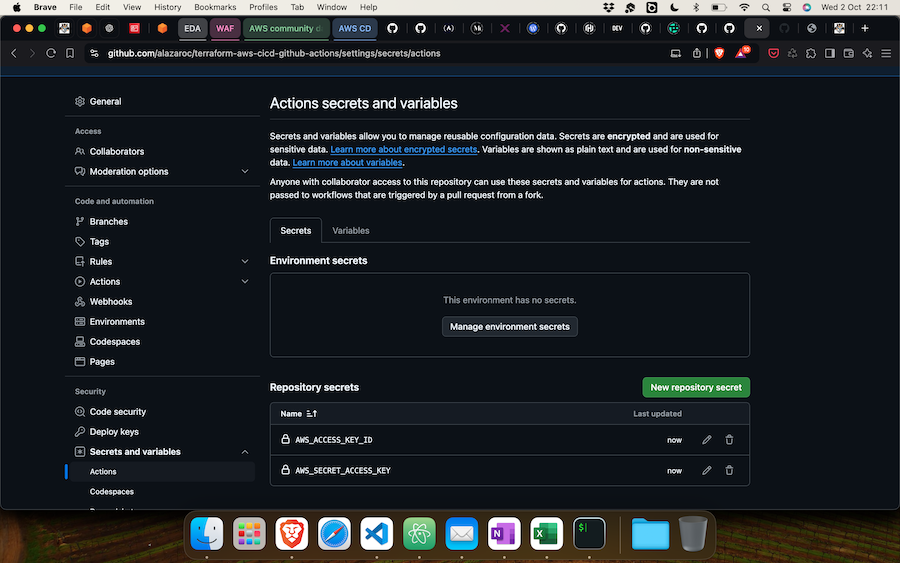 Brave File Edit View History Bookmarks Profiles Tab Window Help Wed 2 Oct 22:11
EDA WAF AWS community d AWS CD DEV
github.com/alazaroc/terraform-aws-cicd-github-actions/settings/secrets/actions
10
General
Access
Collaborators
Moderation options
Code and automation
Branches
Tags
Rules
Actions
Webhooks
Environments
Codespaces
Pages
Security
Code security
Deploy keys
Secrets and variables
Actions
Codespaces
Actions secrets and variables
Secrets and variables allow you to manage reusable configuration data. Secrets are encrypted and are used for
sensitive data. Learn more about encrypted secrets. Variables are shown as plain text and are used for non-sensitive
data. Learn more about variables.
Anyone with collaborator access to this repository can use these secrets and variables for actions. They are not
passed to workflows that are triggered by a pull request from a fork.
Secrets Variables
Environment secrets
This environment has no secrets.
Manage environment secrets
Repository secrets New repository secret
Name Last updated
AWS_ACCESS_KEY_ID now
AWS_SECRET_ACCESS_KEY now